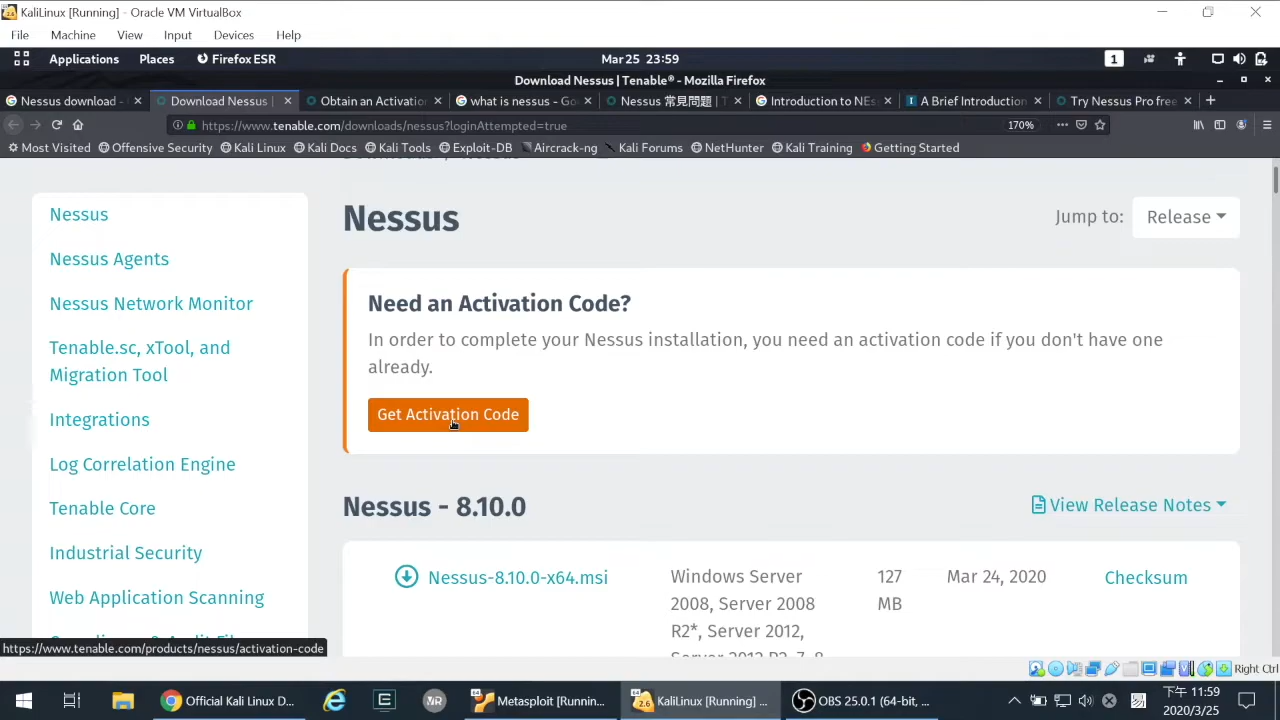 KaliLinux [Running] - Oracle VM VirtualBox
File Machine View Input Devices Help
Applications Places Firefox ESR Mar 25 23:59 1
Download Nessus | Tenable® - Mozilla Firefox
Nessus download - Download Nessus | Obtain an Activatio what is nessus - Go Nessus 常見問題 | T Introduction to NEs A Brief Introduction Try Nessus Pro free
https://www.tenable.com/downloads/nessus?loginAttempted=true 170%
Most Visited Offensive Security Kali Linux Kali Docs Kali Tools Exploit-DB Aircrack-ng Kali Forums NetHunter Kali Training Getting Started
Nessus
Nessus Agents
Nessus Network Monitor
Tenable.sc, xTool, and
Migration Tool
Integrations
Log Correlation Engine
Tenable Core
Industrial Security
Web Application Scanning
Nessus
Jump to: Release
Need an Activation Code?
In order to complete your Nessus installation, you need an activation code if you don't have one
already.
Get Activation Code
Nessus - 8.10.0
View Release Notes
Nessus-8.10.0-x64.msi
Windows Server
2008, Server 2008
R2*, Server 2012,
Server 2012 R2, 7, 8
127
MB
Mar 24, 2020
Checksum
https://www.tenable.com/products/nessus/activation-code
Right Ctrl
Official Kali Linux D... Metasploit [Runnin... KaliLinux [Running] ... OBS 25.0.1 (64-bit, ...
下午 11:59
2020/3/25